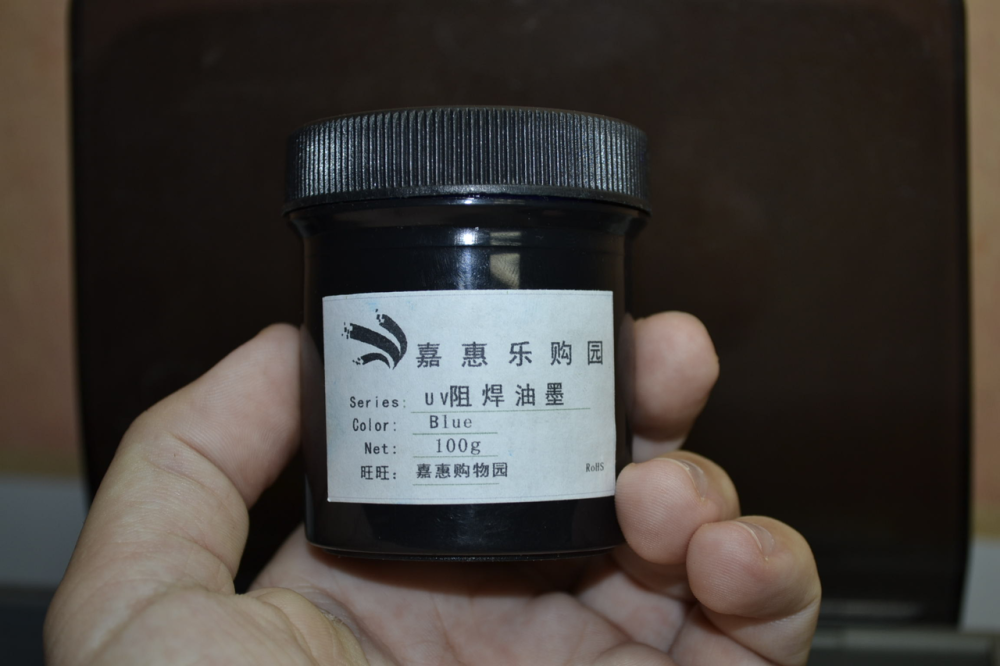 嘉惠乐购园
Series: UV阻焊油墨
Color: Blue
Net: 100g
旺旺: 嘉惠购物园
RoHS